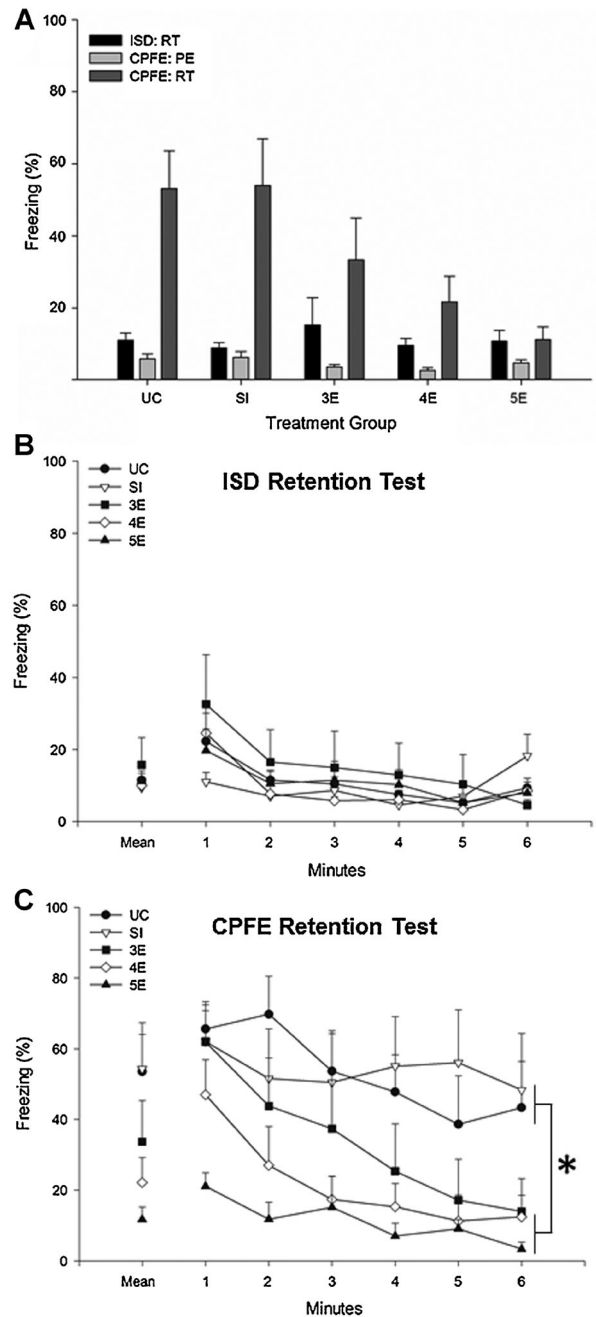 A
100
80
60
40
20
Freezing (%)
ISD: RT
CPFE: PE
CPFE: RT
UC SI 3E 4E 5E
Treatment Group
B
ISD Retention Test
100
80
60
40
20
0
Freezing (%)
UC
SI
3E
4E
5E
Mean 1 2 3 4 5 6
Minutes
C
CPFE Retention Test
100
80
60
40
20
0
Freezing (%)
UC
SI
3E
4E
5E
*
Mean 1 2 3 4 5 6
Minutes